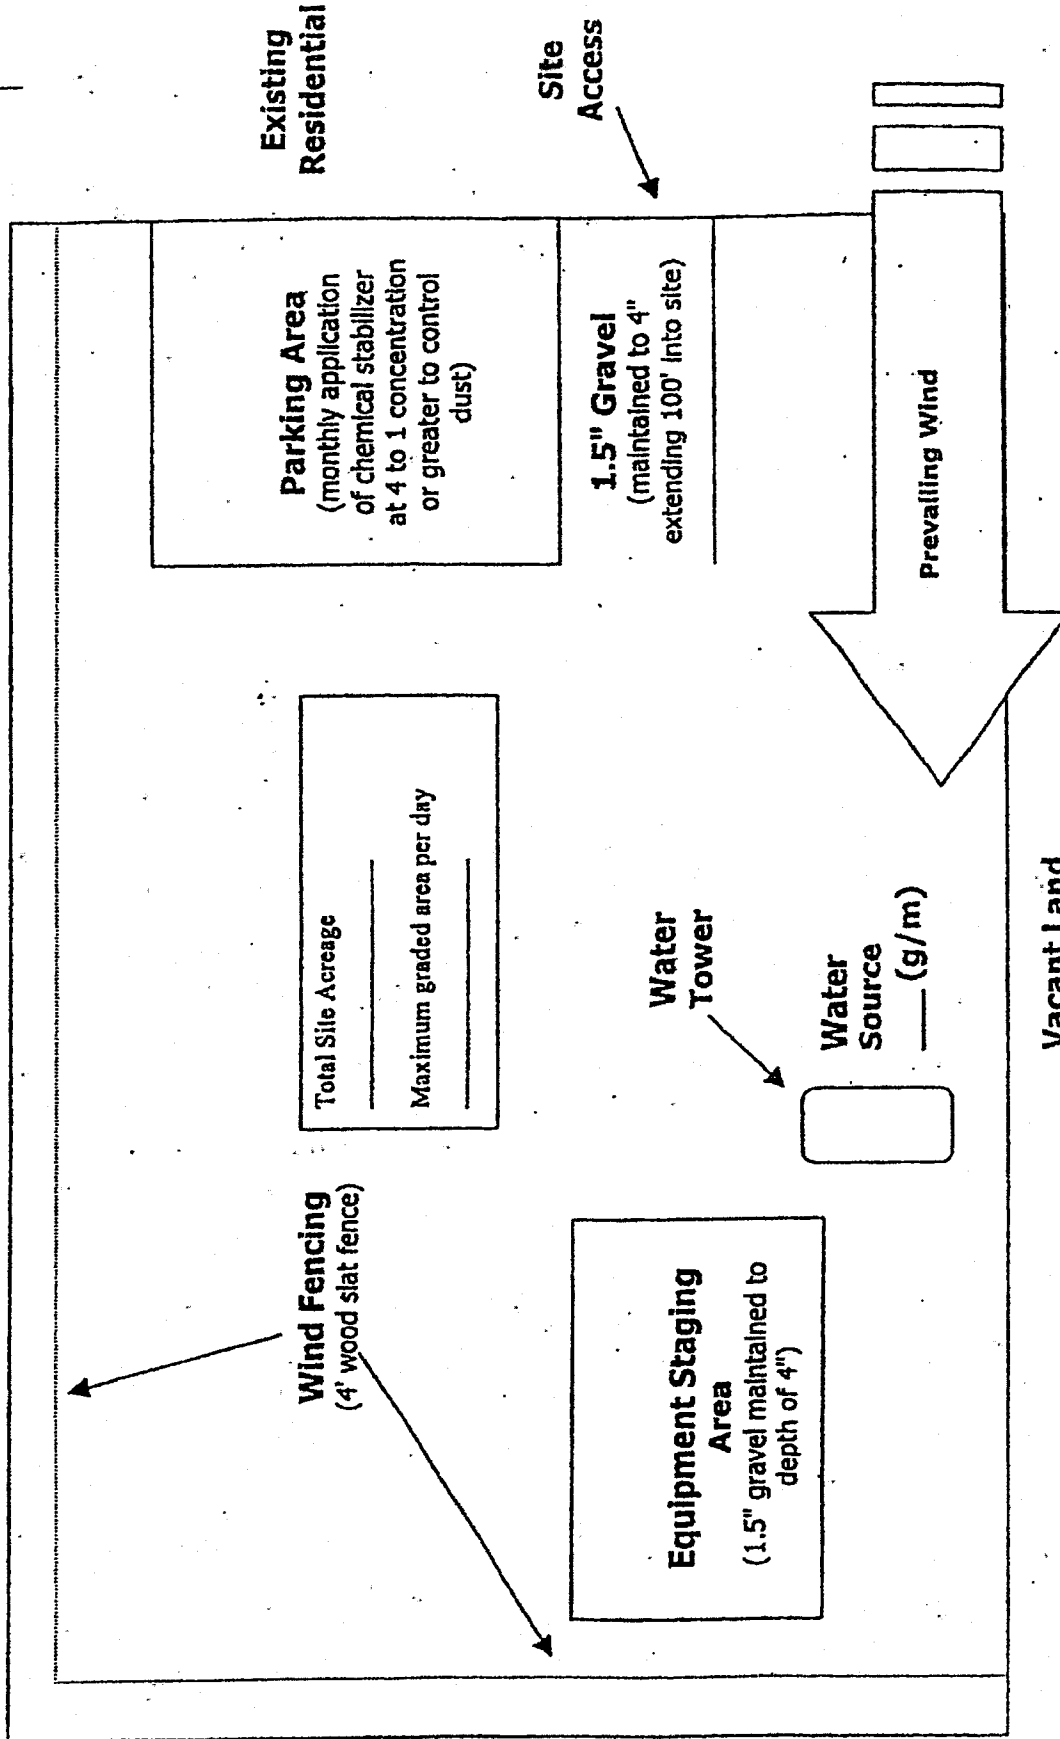 Existing
Residential
Site
Access
Parking Area
(monthly application
of chemical stabilizer
at 4 to 1 concentration
or greater to control
dust)
1.5" Gravel
(maintained to 4"
extending 100' into site)
Prevailing Wind
Total Site Acreage
Maximum graded area per day
Water
Tower
Water
Source
(g/m)
Vacant Land
Wind Fencing
(4' wood slat fence)
Equipment Staging
Area
(1.5" gravel maintained to
depth of 4")